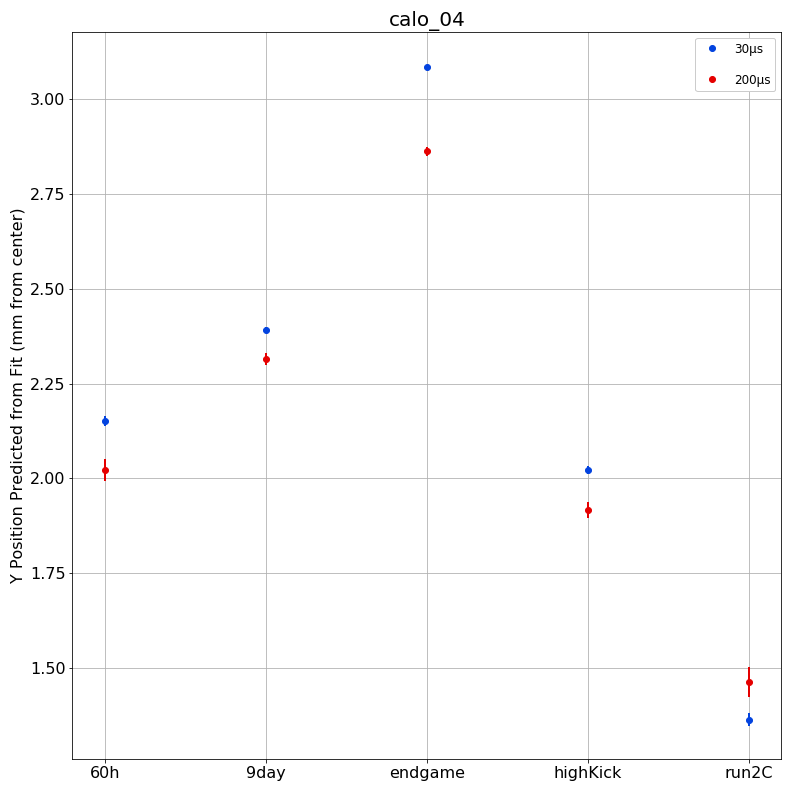 calo_04
30μs
200μs
Y Position Predicted from Fit (mm from center)
3.00
2.75
2.50
2.25
2.00
1.75
1.50
60h 9day endgame highKick run2C